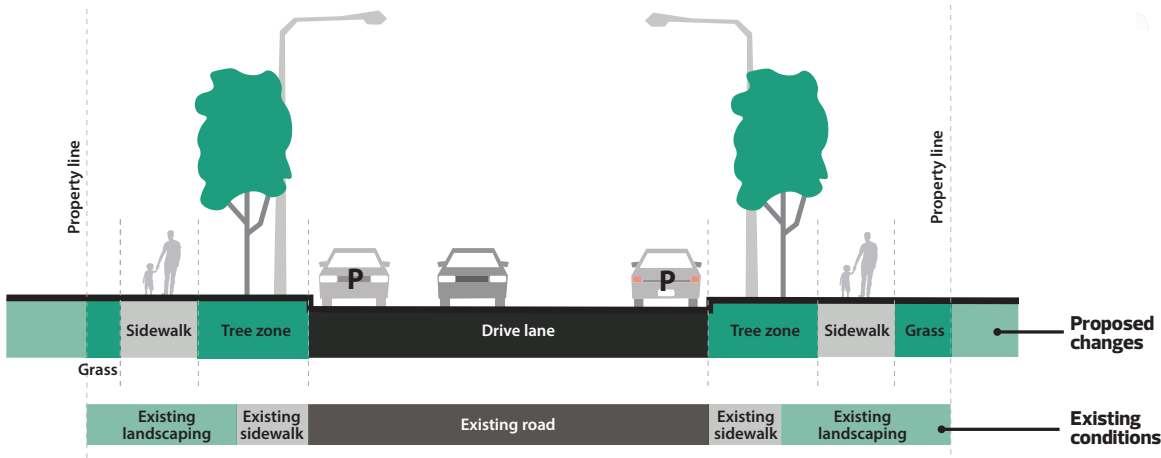 Property line
Property line
P
P
Sidewalk
Tree zone
Drive lane
Tree zone
Sidewalk
Grass
Proposed
changes
Grass
Existing
landscaping
Existing
sidewalk
Existing road
Existing
sidewalk
Existing
landscaping
Existing
conditions